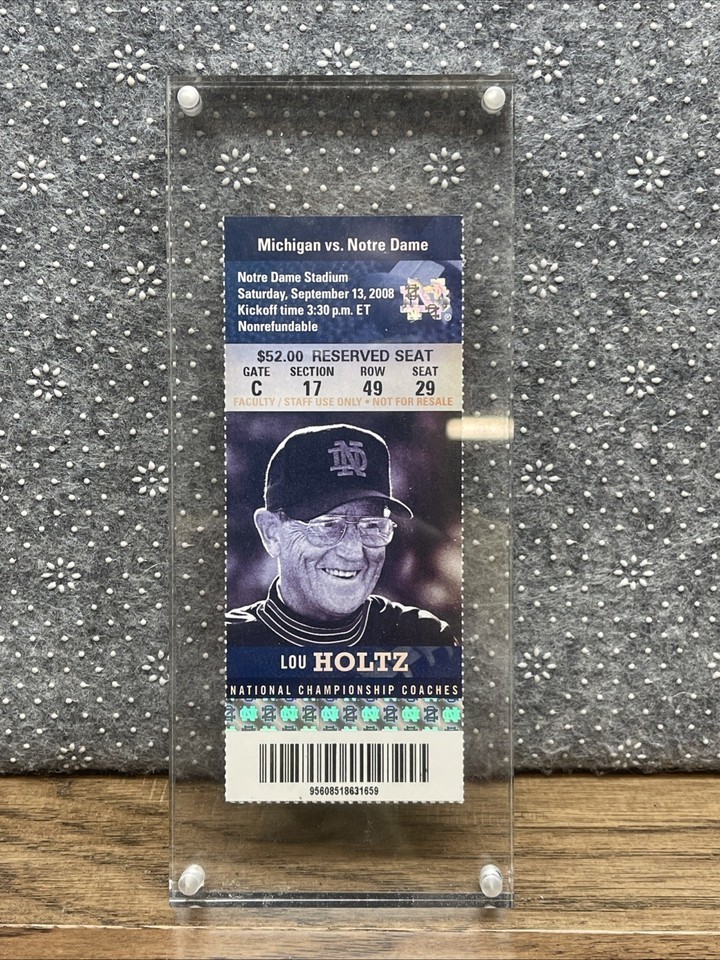 Michigan vs. Notre Dame
Notre Dame Stadium
Saturday, September 13, 2008
Kickoff time 3:30 p.m. ET
Nonrefundable
$52.00 RESERVED SEAT
GATE SECTION ROW SEAT
C 17 49 29
FACULTY / STAFF USE ONLY • NOT FOR RESALE
ND
LOU HOLTZ
NATIONAL CHAMPIONSHIP COACHES
95608518631659